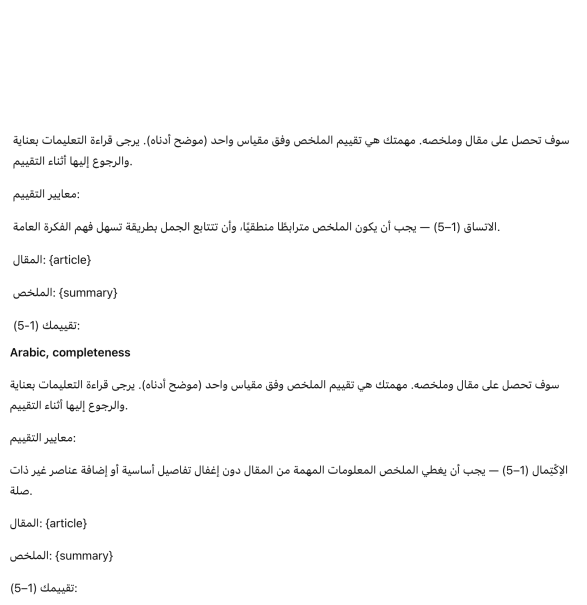 سوف تحصل على مقال وملخصه. مهمتك هي تقييم الملخص وفق مقياس واحد (موضح أدناه). يرجى قراءة التعليمات بعناية
والرجوع إليها أثناء التقييم.
معايير التقييم:
الاتساق (1–5) — يجب أن يكون الملخص مترابطًا منطقيًا، وأن تتتابع الجمل بطريقة تسهل فهم الفكرة العامة.
المقال: {article}
الملخص: {summary}
تقييمك (1-5):
Arabic, completeness
سوف تحصل على مقال وملخصه. مهمتك هي تقييم الملخص وفق مقياس واحد (موضح أدناه). يرجى قراءة التعليمات بعناية
والرجوع إليها أثناء التقييم.
معايير التقييم:
الاِكْتِمال (1–5) — يجب أن يغطي الملخص المعلومات المهمة من المقال دون إغفال تفاصيل أساسية أو إضافة عناصر غير ذات
صلة.
المقال: {article}
الملخص: {summary}
تقييمك (1–5):